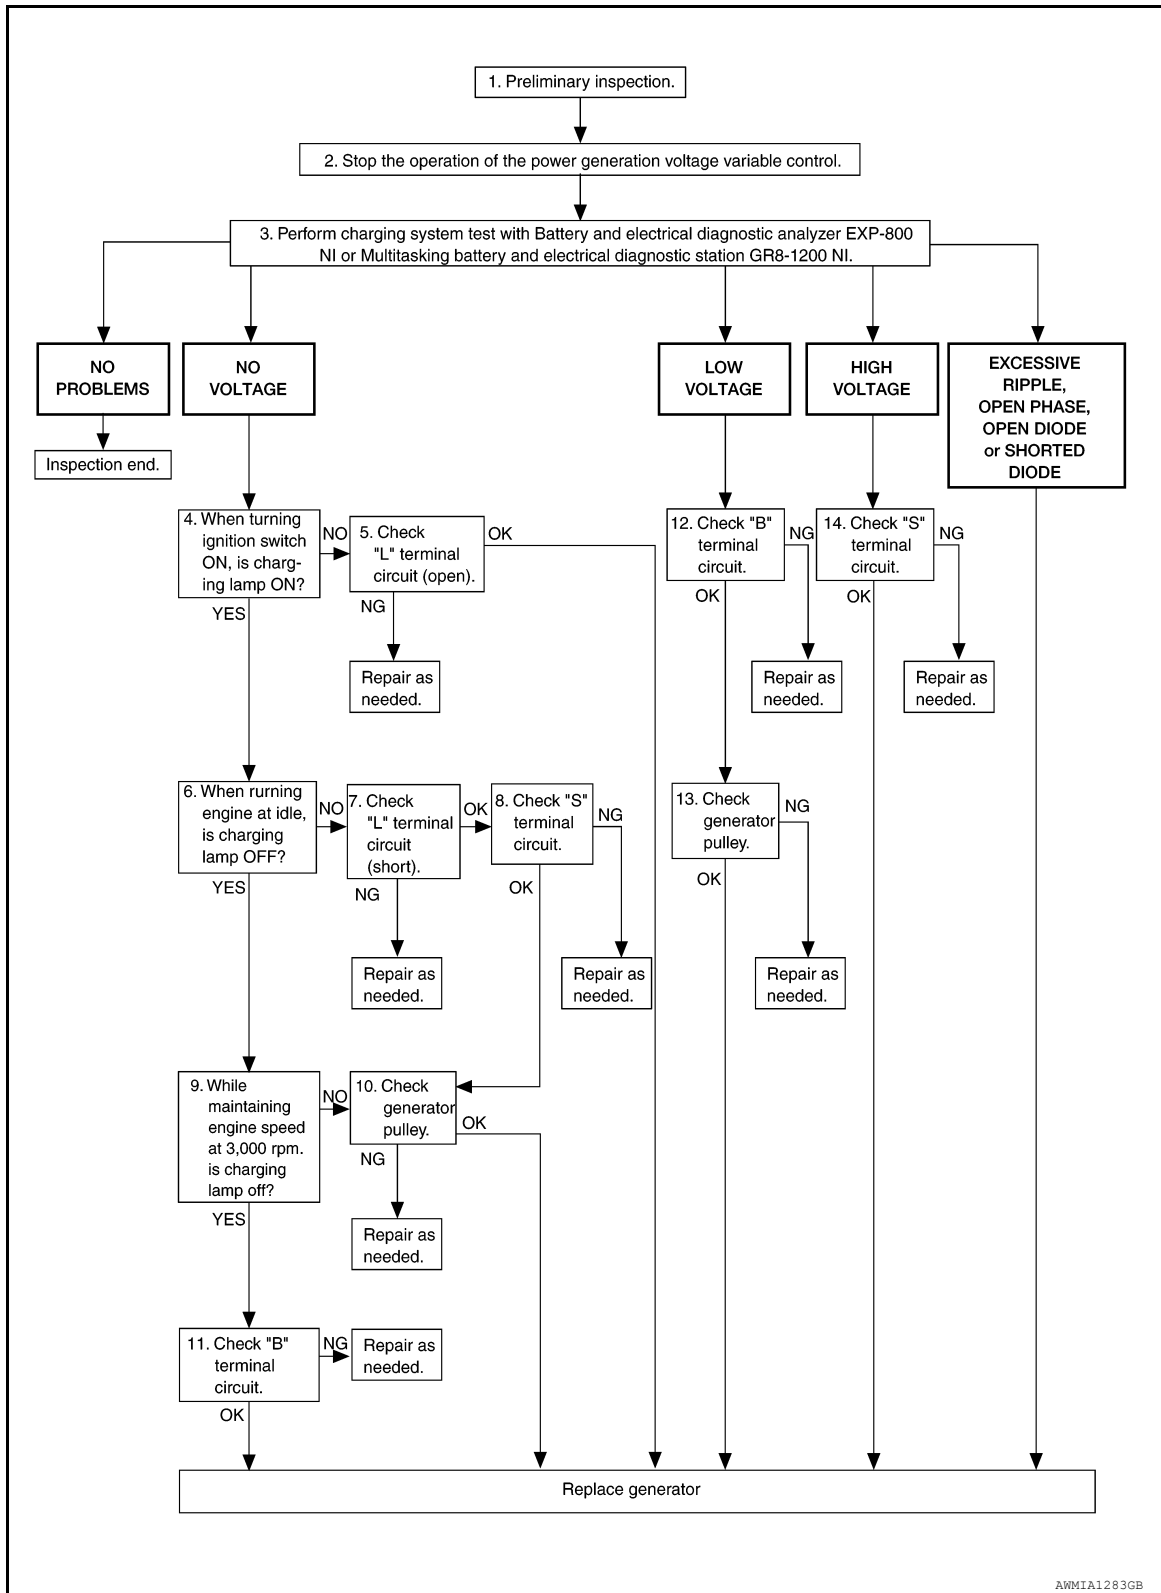 1. Preliminary inspection.
2. Stop the operation of the power generation voltage variable control.
3. Perform charging system test with Battery and electrical diagnostic analyzer EXP-800
NI or Multitasking battery and electrical diagnostic station GR8-1200 NI.
NO
PROBLEMS
NO
VOLTAGE
LOW
VOLTAGE
HIGH
VOLTAGE
EXCESSIVE
RIPPLE,
OPEN PHASE,
OPEN DIODE
or SHORTED
DIODE
Inspection end.
4. When turning
ignition switch
ON, is charg-
ing lamp ON?
NO
YES
5. Check
"L" terminal
circuit (open).
OK
NG
Repair as
needed.
12. Check "B"
terminal
circuit.
NG
OK
Repair as
needed.
14. Check "S"
terminal
circuit.
NG
OK
Repair as
needed.
6. When rurning
engine at idle,
is charging
lamp OFF?
NO
YES
7. Check
"L" terminal
circuit
(short).
OK
NG
Repair as
needed.
8. Check "S"
terminal
circuit.
NG
OK
Repair as
needed.
13. Check
generator
pulley.
NG
OK
Repair as
needed.
9. While
maintaining
engine speed
at 3,000 rpm.
is charging
lamp off?
NO
YES
10. Check
generator
pulley.
OK
NG
Repair as
needed.
11. Check "B"
terminal
circuit.
NG
OK
Repair as
needed.
Replace generator
AWMIA1283GB